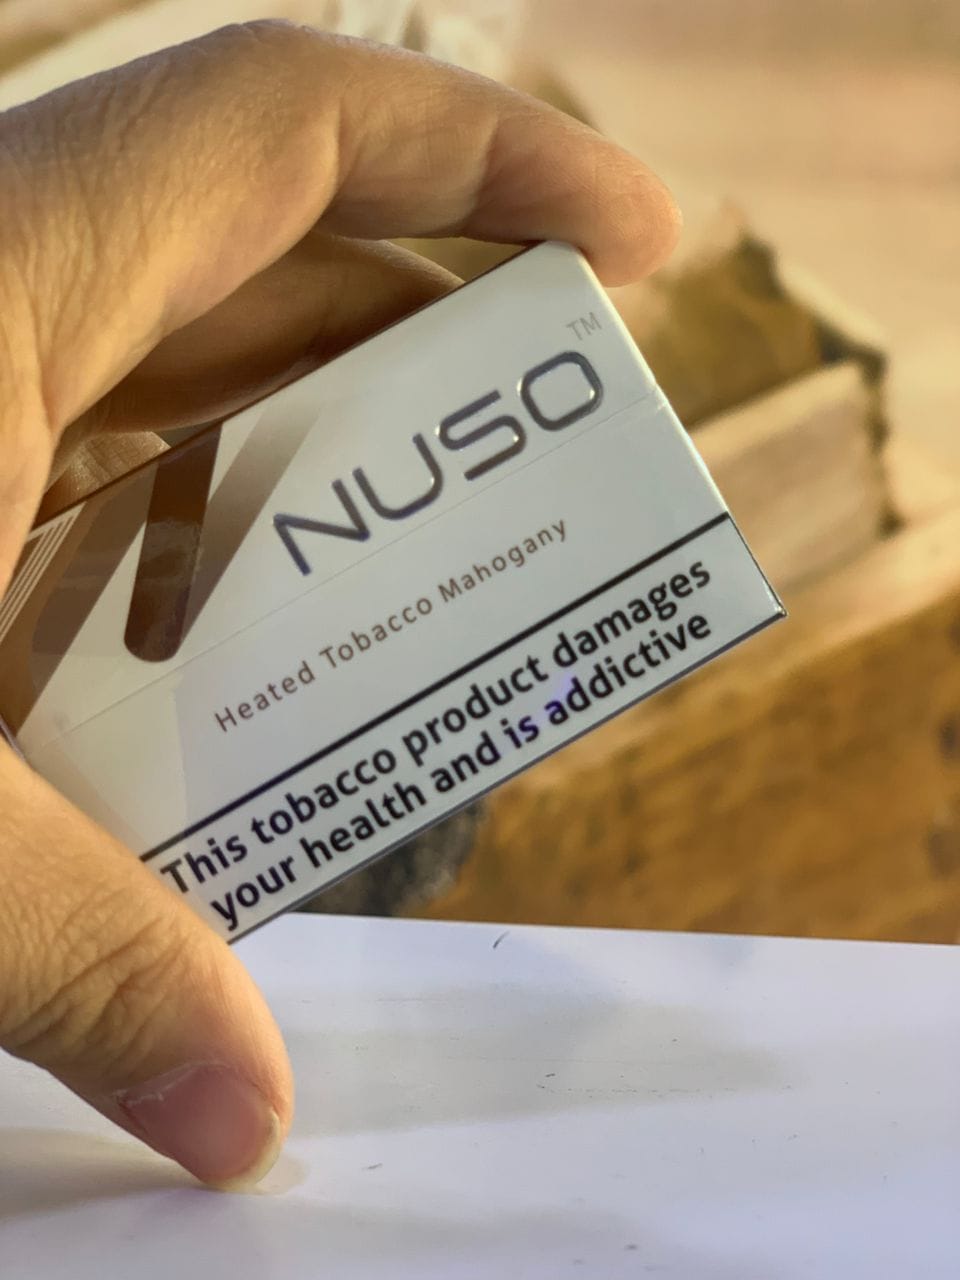 NUSO™
Heated Tobacco Mahogany
This tobacco product damages
your health and is addictive